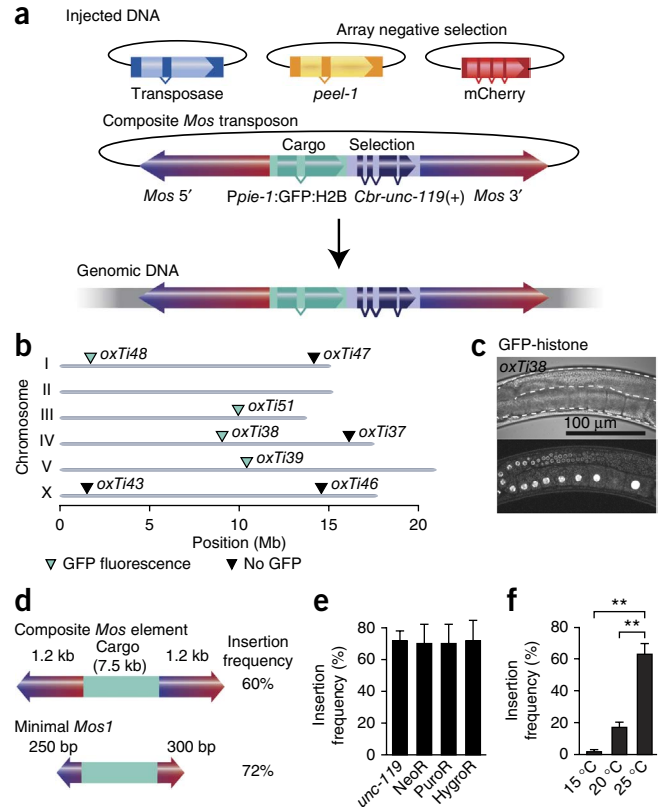 a
Injected DNA
Array negative selection
Transposase
peel-1
mCherry
Composite Mos transposon
Cargo
Selection
Mos 5′
Ppie-1:GFP:H2B
Cbr-unc-119(+)
Mos 3′
Genomic DNA
b
Chromosome
I
oxTi48
oxTi47
II
III
oxTi51
IV
oxTi38
oxTi37
V
oxTi39
X
oxTi43
oxTi46
0
5
10
15
20
Position (Mb)
GFP fluorescence
No GFP
c
GFP-histone
oxTi38
100 µm
d
Composite Mos element
Cargo
1.2 kb
(7.5 kb)
1.2 kb
Insertion
frequency
60%
Minimal Mos1
250 bp
300 bp
72%
e
Insertion
frequency (%)
80
60
40
20
0
unc-119
NeoR
PuroR
HygroR
f
Insertion
frequency (%)
80
60
40
20
0
**
**
15 °C
20 °C
25 °C